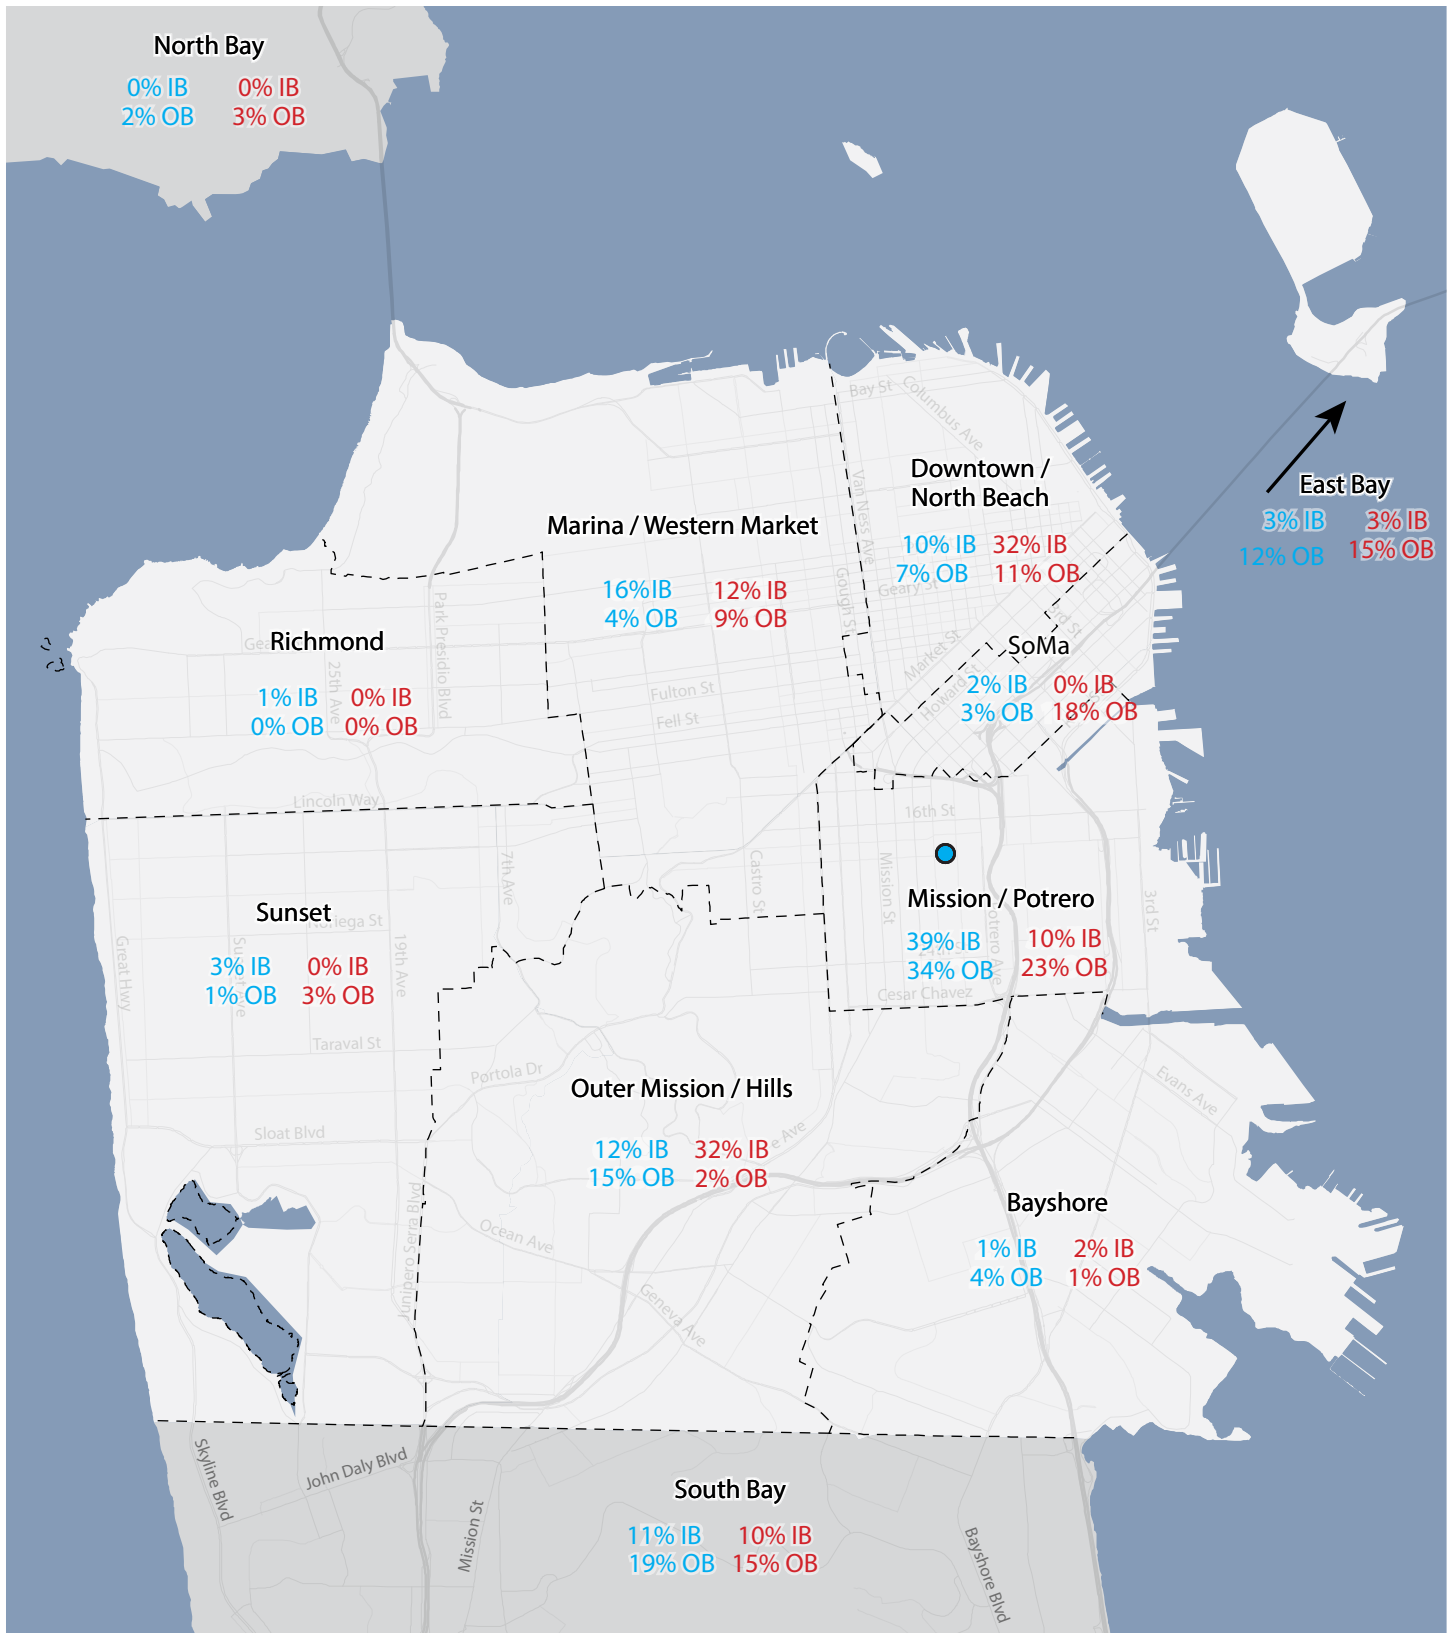 North Bay
0% IB 0% IB
2% OB 3% OB
Bay St
Columbus Ave
Downtown /
North Beach
Van Ness Ave
10% IB 32% IB
7% OB 11% OB
Geary St
Gough St
East Bay
3% IB 3% IB
12% OB 15% OB
Marina / Western Market
16%IB 12% IB
4% OB 9% OB
Park Presidio Blvd
Richmond
Gea
25th Ave
1% IB 0% IB
0% OB 0% OB
Fulton St
Fell St
Market St
Howard St
3rd St
SoMa
2% IB 0% IB
3% OB 18% OB
Lincoln Way
16th St
7th Ave
Castro St
Mission St
Mission / Potrero
39% IB 10% IB
34% OB 23% OB
24th S
otrero Ave
3rd St
Cesar Chavez
Sunset
Noriega St
Great Hwy
19th Ave
3% IB 0% IB
1% OB 3% OB
Taraval St
Portola Dr
Outer Mission / Hills
12% IB 32% IB
15% OB 2% OB
e Ave
Evans Ave
Sloat Blvd
Junipero Serra Blvd
Ocean Ave
Geneva Ave
Bayshore
1% IB 2% IB
4% OB 1% OB
Skyline Blvd
John Daly Blvd
Mission St
South Bay
11% IB 10% IB
19% OB 15% OB
Bayshore Blvd